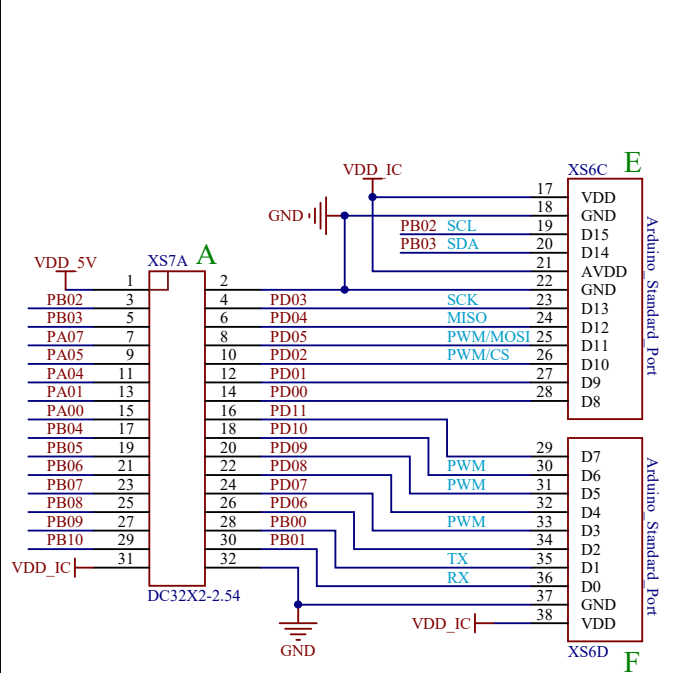 E
VDD_IC
XS6C
17
VDD
18
GND
GND
PB02 SCL 19
D15
PB03 SDA 20
D14
21
AVDD
A
XS7A
VDD_5V
1
2
22
GND
PB02 3
4 PD03 SCK 23
D13
PB03 5
6 PD04 MISO 24
D12
PA07 7
8 PD05 PWM/MOSI 25
D11
PA05 9
10 PD02 PWM/CS 26
D10
PA04 11
12 PD01 27
D9
PA01 13
14 PD00 28
D8
Arduino_Standard_Port
PA00 15
16 PD11
PB04 17
18 PD10
29
D7
PB05 19
20 PD09
PWM 30
D6
PB06 21
22 PD08
PWM 31
D5
PB07 23
24 PD07
32
D4
PB08 25
26 PD06
PWM 33
D3
PB09 27
28 PB00
34
D2
PB10 29
30 PB01
TX 35
D1
VDD_IC 31
32
RX 36
D0
37
GND
38
VDD_IC
VDD
Arduino_Standard_Port
DC32X2-2.54
GND
XS6D
F